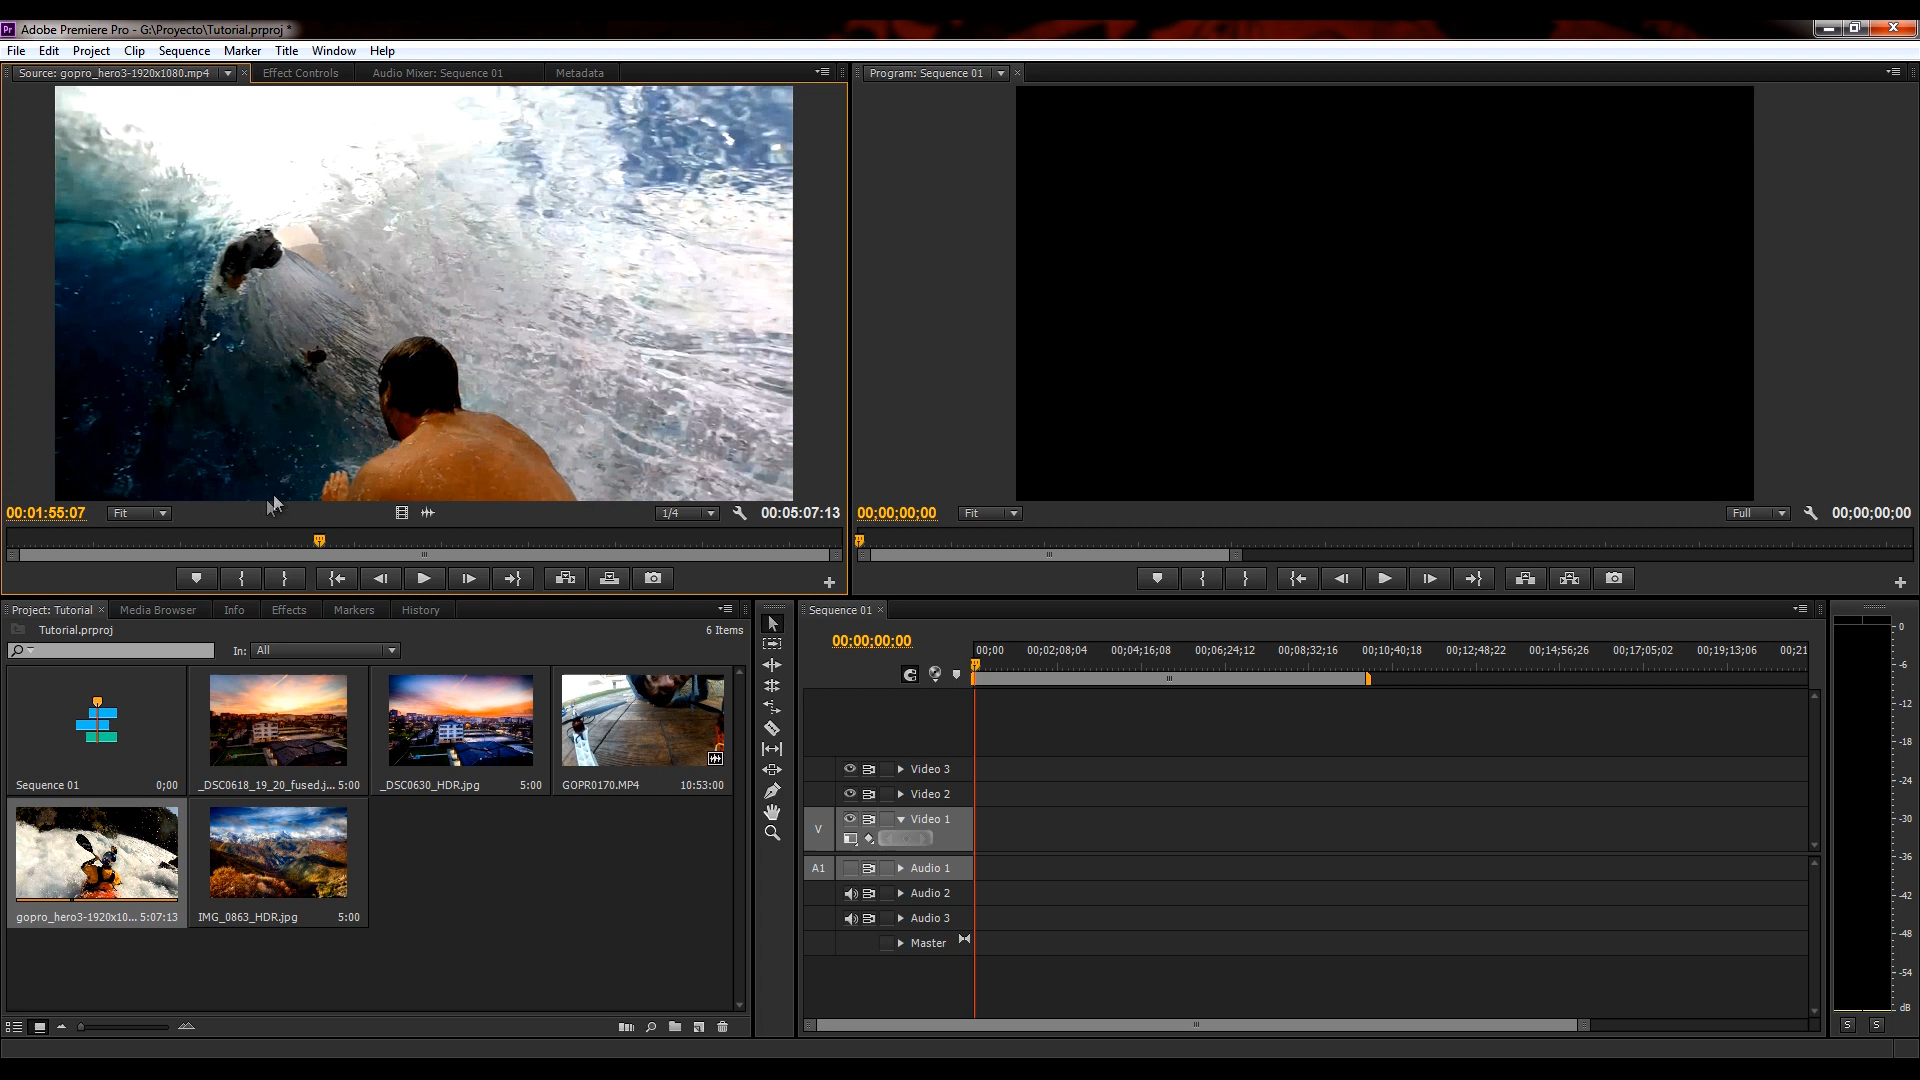 Pr Adobe Premiere Pro - G:\Proyecto\Tutorial.prproj *
File Edit Project Clip Sequence Marker Title Window Help
Source: gopro_hero3-1920x1080.mp4 Effect Controls Audio Mixer: Sequence 01 Metadata
Program: Sequence 01
00:01:55:07 Fit 1/4 00:05:07:13
00;00;00;00 Fit Full 00;00;00;00
Project: Tutorial Media Browser Info Effects Markers History
Tutorial.prproj 6 Items
In: All
Sequence 01 0;00
_DSC0618_19_20_fused.j... 5:00
_DSC0630_HDR.jpg 5:00
GOPR0170.MP4 10:53:00
gopro_hero3-1920x10... 5:07:13
IMG_0863_HDR.jpg 5:00
Sequence 01
00;00;00;00
00;00 00;02;08;04 00;04;16;08 00;06;24;12 00;08;32;16 00;10;40;18 00;12;48;22 00;14;56;26 00;17;05;02 00;19;13;06 00;21
Video 3
Video 2
V Video 1
A1 Audio 1
Audio 2
Audio 3
Master
0
-6
-12
-18
-24
-30
-36
-42
-48
-54
dB
S S